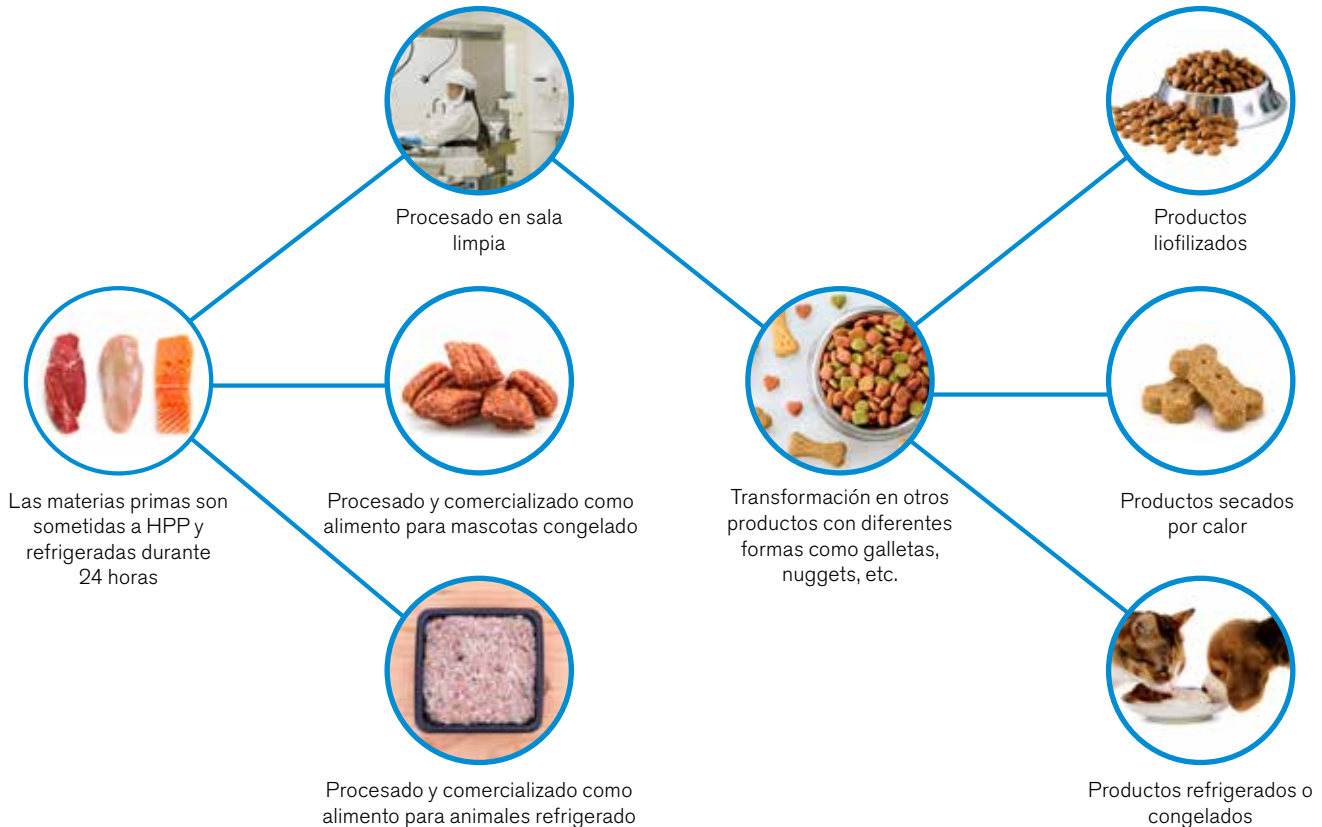 Procesado en sala
limpia
Productos
liofilizados
Las materias primas son
sometidas a HPP y
refrigeradas durante
24 horas
Procesado y comercializado como
alimento para mascotas congelado
Transformación en otros
productos con diferentes
formas como galletas,
nuggets, etc.
Productos secados
por calor
Procesado y comercializado como
alimento para animales refrigerado
Productos refrigerados o
congelados